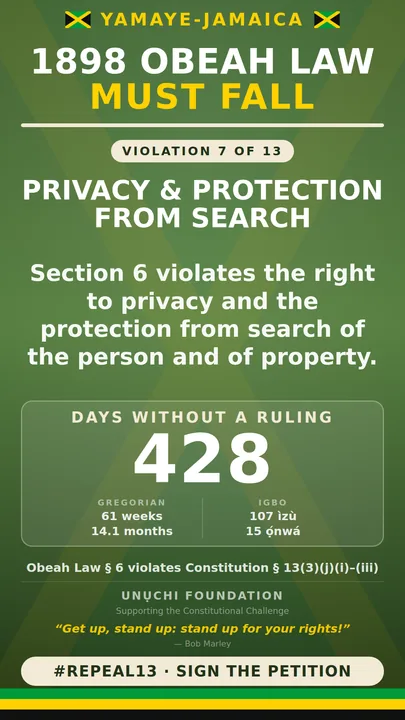 YAMAYE-JAMAICA
1898 OBEAH LAW
MUST FALL
VIOLATION 7 OF 13
PRIVACY & PROTECTION
FROM SEARCH
Section 6 violates the right
to privacy and the
protection from search of
the person and of property.
DAYS WITHOUT A RULING
428
GREGORIAN
61 weeks
14.1 months
IGBO
107 ìzù
15 ọ́nwá
Obeah Law § 6 violates Constitution § 13(3)(j)(i)–(iii)
UNỤCHI FOUNDATION
Supporting the Constitutional Challenge
“Get up, stand up: stand up for your rights!”
— Bob Marley
#REPEAL13 · SIGN THE PETITION